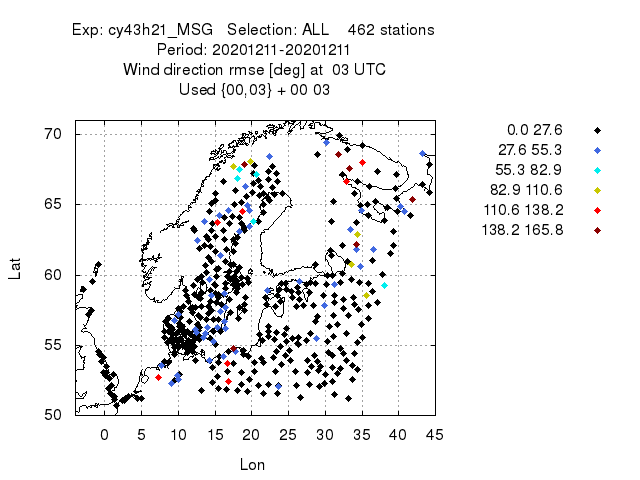 Exp: cy43h21_MSG Selection: ALL 462 stations
Period: 20201211-20201211
Wind direction rmse [deg] at 03 UTC
Used {00,03} + 00 03
0.0 27.6
27.6 55.3
55.3 82.9
82.9 110.6
110.6 138.2
138.2 165.8
70
65
60
55
50
Lat
0 5 10 15 20 25 30 35 40 45
Lon